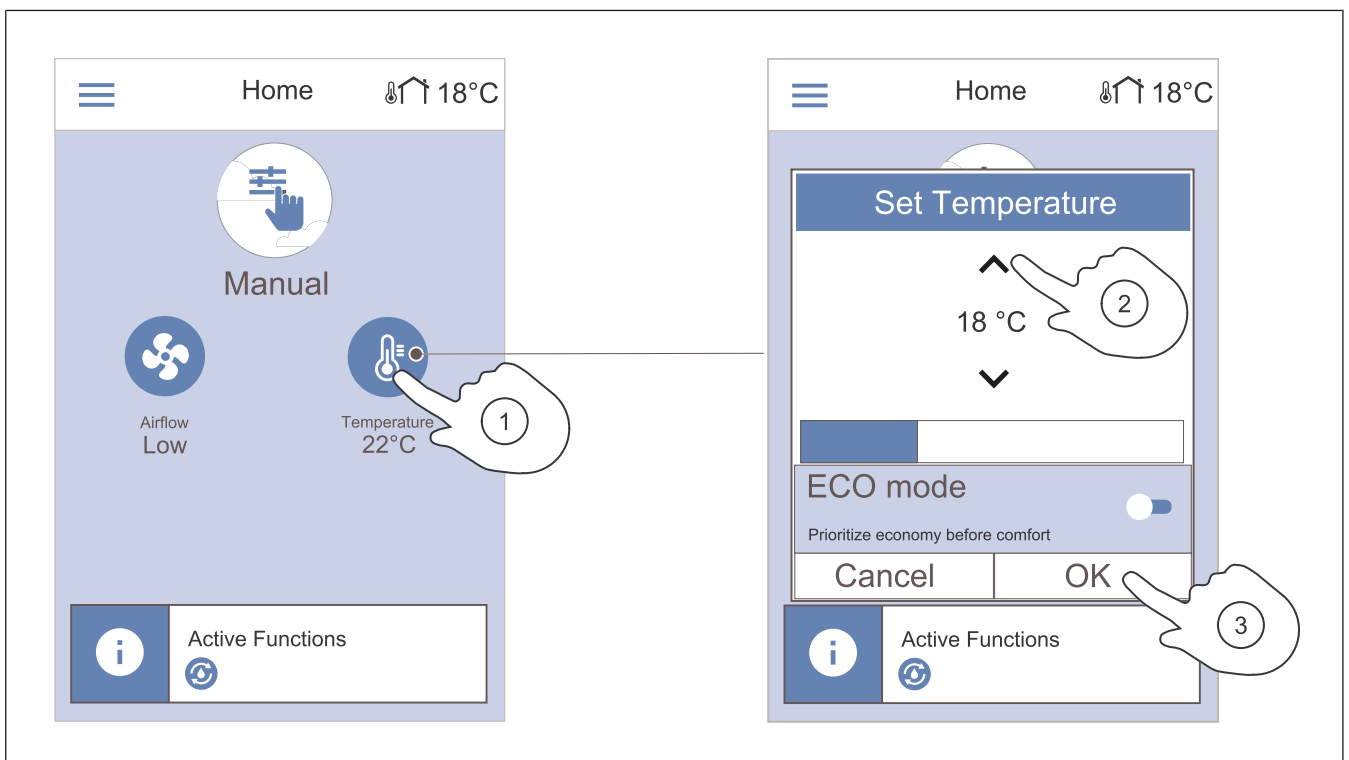 Home
18°C
Manual
Airflow
Low
Temperature
22°C
1
i
Active Functions
Home
18°C
Set Temperature
2
18 °C
ECO mode
Prioritize economy before comfort
Cancel
OK
3
i
Active Functions